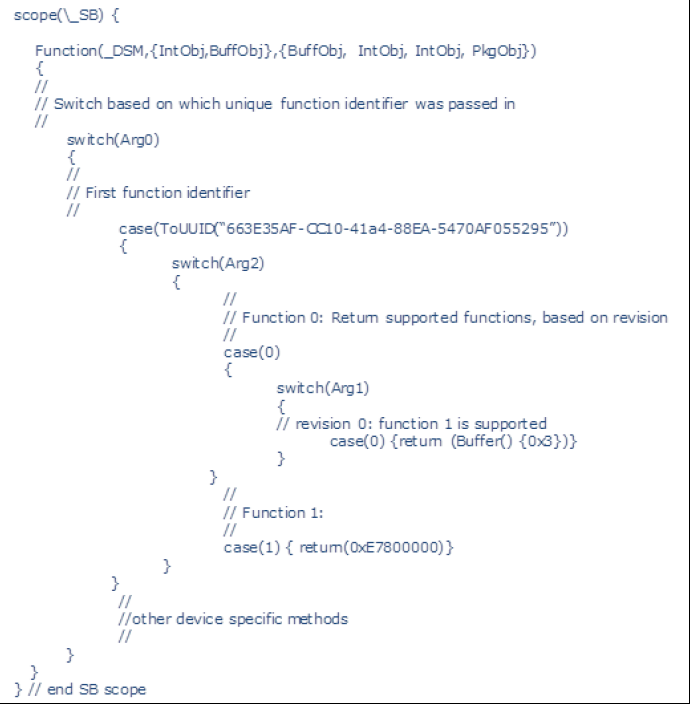 scope(\_SB) {
Function(_DSM,{IntObj,BuffObj},{BuffObj, IntObj, IntObj, PkgObj})
{
//
// Switch based on which unique function identifier was passed in
//
switch(Arg0)
{
//
// First function identifier
//
case(ToUUID("663E35AF-CC10-41a4-88EA-5470AF055295"))
{
switch(Arg2)
{
//
// Function 0: Return supported functions, based on revision
//
case(0)
{
switch(Arg1)
{
// revision 0: function 1 is supported
case(0) {return (Buffer() {0x3})}
}
}
//
// Function 1:
//
case(1) { return(0xE7800000)}
}
}
//
//other device specific methods
//
}
}
} // end SB scope